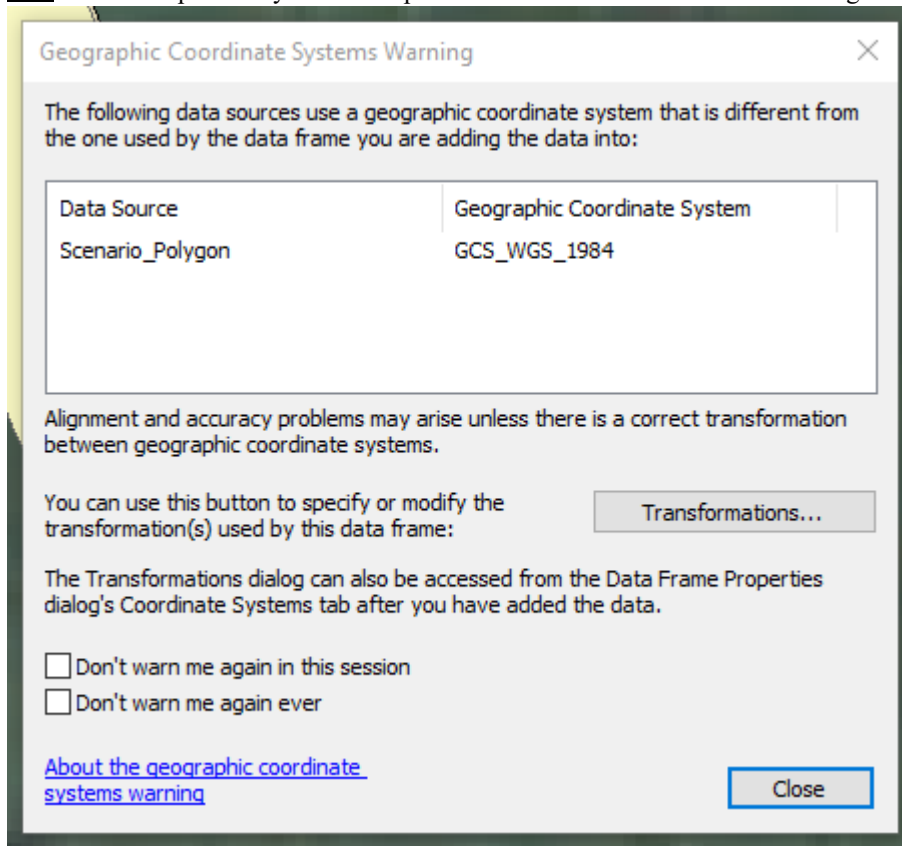 Geographic Coordinate Systems Warning
The following data sources use a geographic coordinate system that is different from
the one used by the data frame you are adding the data into:
Data Source Geographic Coordinate System
Scenario_Polygon GCS_WGS_1984
Alignment and accuracy problems may arise unless there is a correct transformation
between geographic coordinate systems.
You can use this button to specify or modify the
transformation(s) used by this data frame:
Transformations...
The Transformations dialog can also be accessed from the Data Frame Properties
dialog's Coordinate Systems tab after you have added the data.
Don't warn me again in this session
Don't warn me again ever
About the geographic coordinate
systems warning
Close